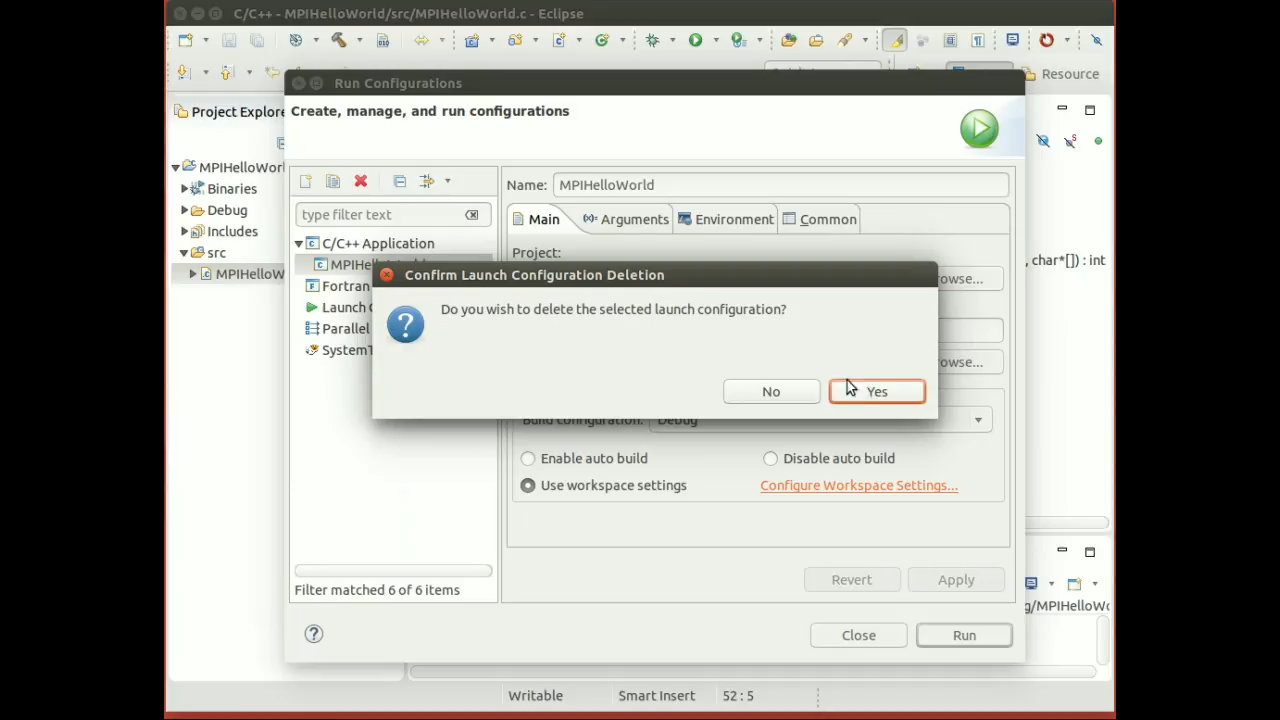 C/C++ - MPIHelloWorld/src/MPIHelloWorld.c - Eclipse
Resource
Run Configurations
Project Explore
Create, manage, and run configurations
MPIHelloWorl
Binaries
Debug
Includes
src
MPIHelloW
type filter text
C/C++ Application
Fortran
Launch
Parallel
SystemT
Filter matched 6 of 6 items
Name: MPIHelloWorld
Main
(x)= Arguments
Environment
Common
Project:
, char*[]) : int
Confirm Launch Configuration Deletion
Do you wish to delete the selected launch configuration?
No
Yes
Build configuration: Debug
Enable auto build
Disable auto build
Use workspace settings
Configure Workspace Settings...
Revert
Apply
Close
Run
g/MPIHelloWo
Writable
Smart Insert
52 : 5